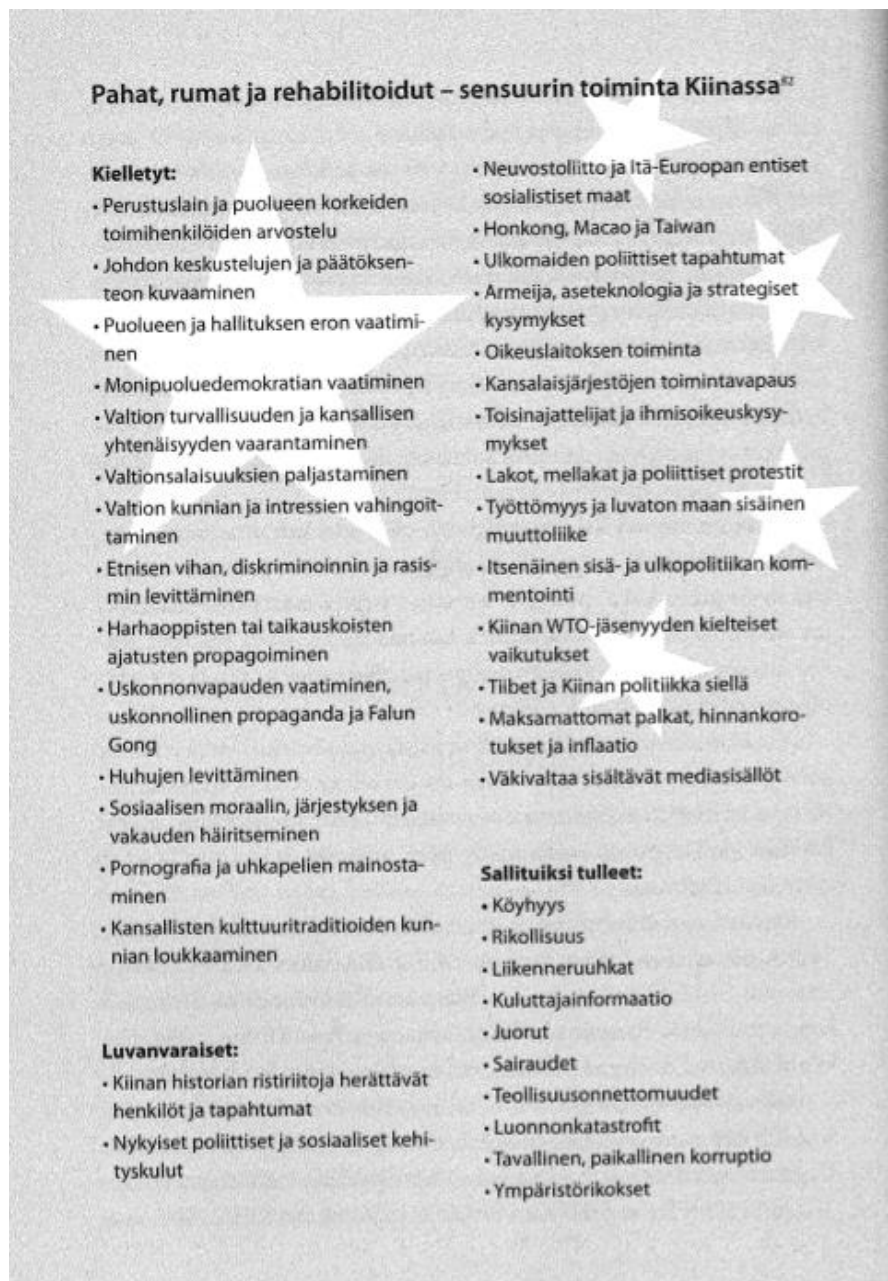 Pahat, rumat ja rehabilitoidut – sensuurin toiminta Kiinassa⁸²
Kielletyt:
• Perustuslain ja puolueen korkeiden
toimihenkilöiden arvostelu
• Johdon keskustelujen ja päätöksen-
teon kuvaaminen
• Puolueen ja hallituksen eron vaatimi-
nen
• Monipuoluedemokratian vaatiminen
• Valtion turvallisuuden ja kansallisen
yhtenäisyyden vaarantaminen
• Valtionsalaisuuksien paljastaminen
• Valtion kunnian ja intressien vahingoit-
taminen
• Etnisen vihan, diskriminoinnin ja rasis-
min levittäminen
• Harhaoppisten tai taikauskoisten
ajatusten propagoiminen
• Uskonnonvapauden vaatiminen,
uskonnollinen propaganda ja Falun
Gong
• Huhujen levittäminen
• Sosiaalisen moraalin, järjestyksen ja
vakauden häiritseminen
• Pornografia ja uhkapelien mainosta-
minen
• Kansallisten kulttuuritraditioiden kun-
nian loukkaaminen
Luvanvaraiset:
• Kiinan historian ristiriitoja herättävät
henkilöt ja tapahtumat
• Nykyiset poliittiset ja sosiaaliset kehi-
tyskulut
• Neuvostoliitto ja Itä-Euroopan entiset
sosialistiset maat
• Honkong, Macao ja Taiwan
• Ulkomaiden poliittiset tapahtumat
• Armeija, aseteknologia ja strategiset
kysymykset
• Oikeuslaitoksen toiminta
• Kansalaisjärjestöjen toimintavapaus
• Toisinajattelijat ja ihmisoikeuskysy-
mykset
• Lakot, mellakat ja poliittiset protestit
• Työttömyys ja luvaton maan sisäinen
muuttoliike
• Itsenäinen sisä- ja ulkopolitiikan kom-
mentointi
• Kiinan WTO-jäsenyyden kielteiset
vaikutukset
• Tiibet ja Kiinan politiikka siellä
• Maksamattomat palkat, hinnankoro-
tukset ja inflaatio
• Väkivaltaa sisältävät mediasisällöt
Sallituiksi tulleet:
• Köyhyys
• Rikollisuus
• Liikenneruuhkat
• Kuluttajainformaatio
• Juorut
• Sairaudet
• Teollisuusonnettomuudet
• Luonnonkatastrofit
• Tavallinen, paikallinen korruptio
• Ympäristörikokset